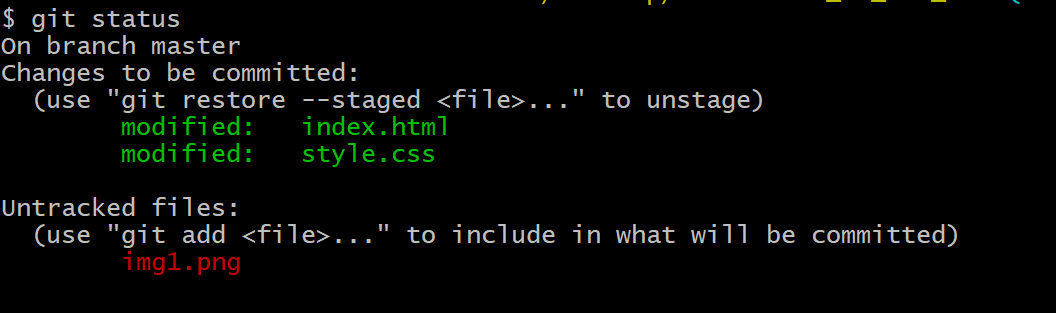 $ git status
On branch master
Changes to be committed:
  (use "git restore --staged <file>..." to unstage)
        modified:   index.html
        modified:   style.css

Untracked files:
  (use "git add <file>..." to include in what will be committed)
        img1.png